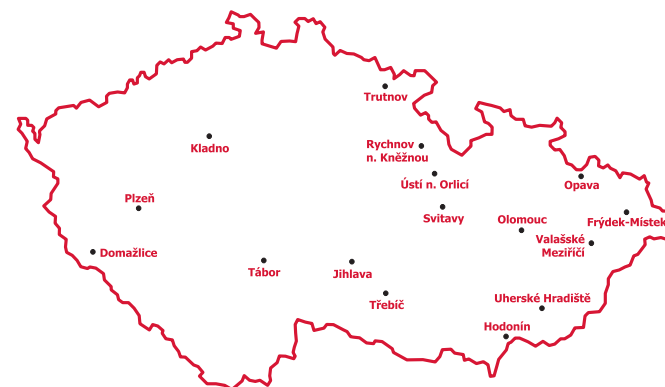 Trutnov
Kladno
Rychnov
n. Kněžnou
Ústí n. Orlicí
Opava
Plzeň
Svitavy
Olomouc
Frýdek-Místek
Valašské
Meziříčí
Domažlice
Tábor
Jihlava
Třebíč
Uherské Hradiště
Hodonín